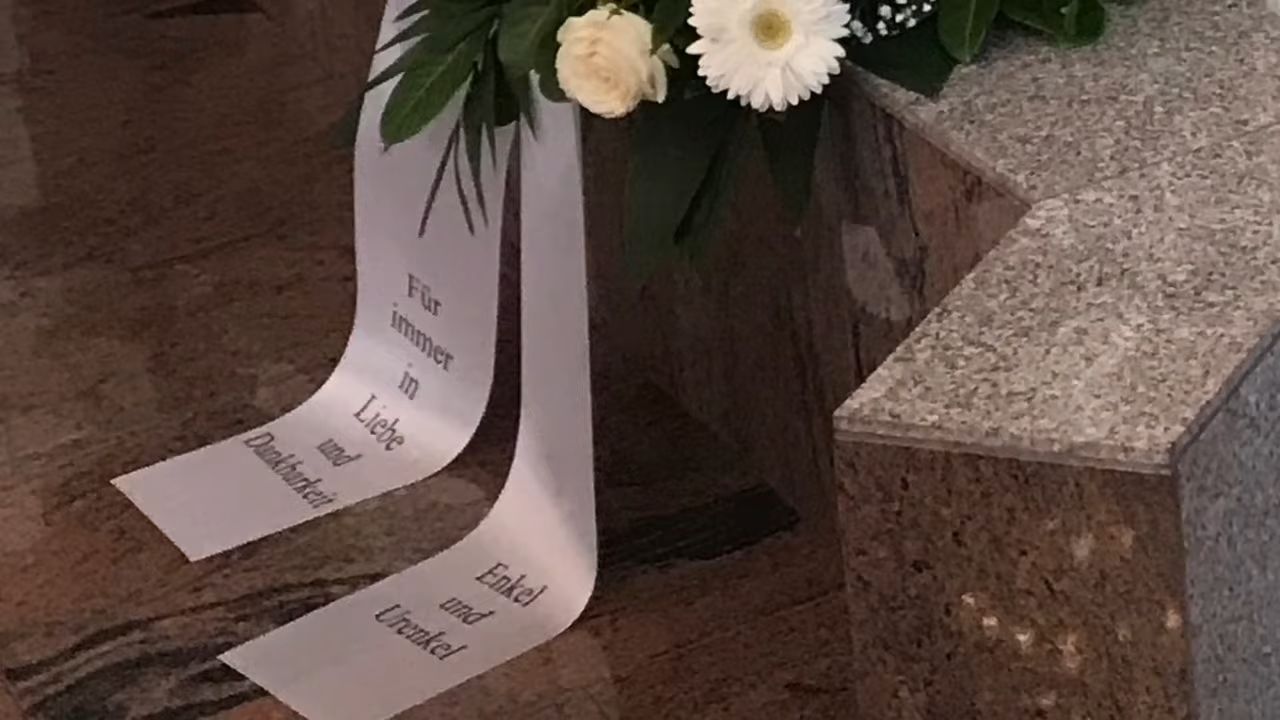 Für
immer
in
Liebe
und
Dankbarkeit
Enkel
und
Urenkel